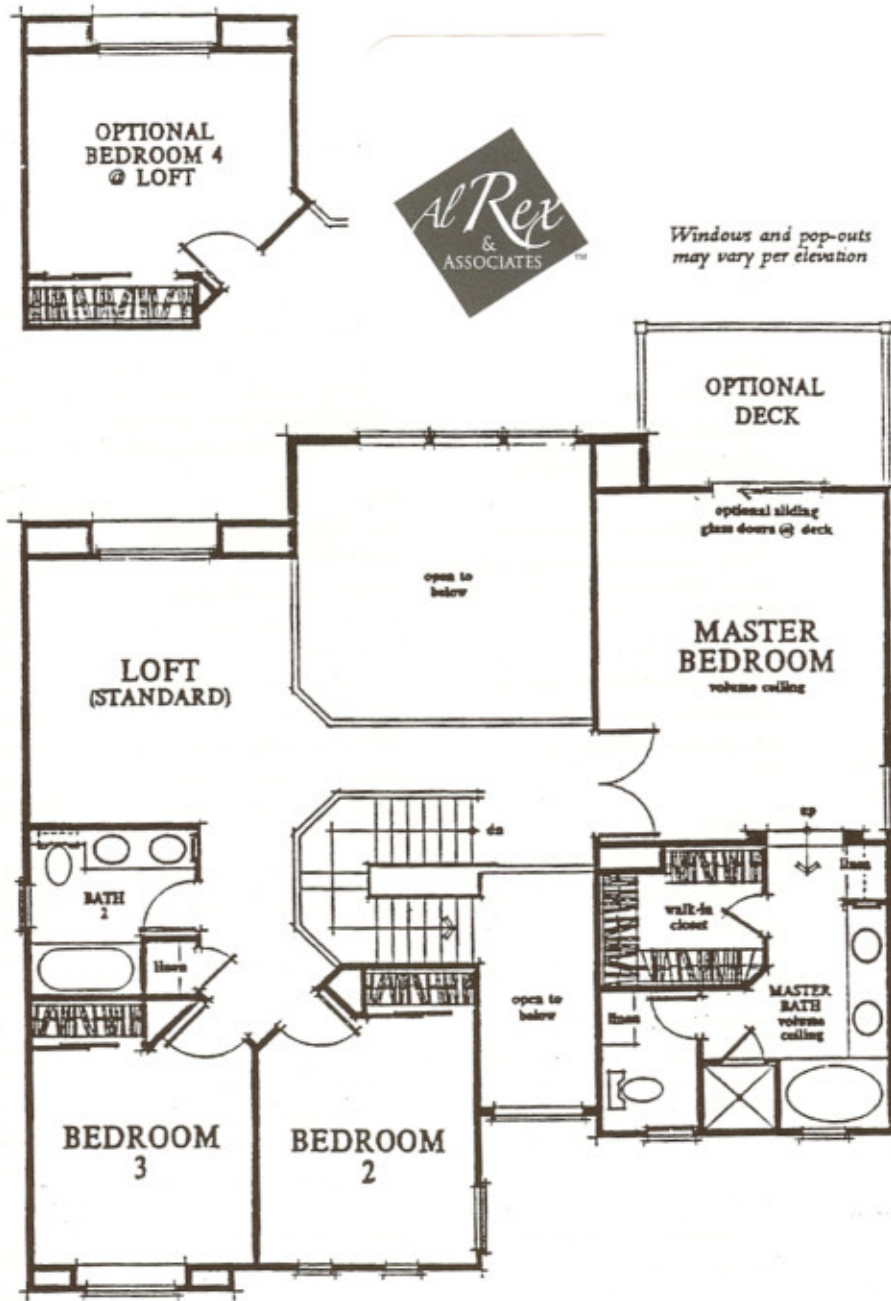 OPTIONAL
BEDROOM 4
@ LOFT
Al Rex
&
ASSOCIATES
TM
Windows and pop-outs
may vary per elevation
OPTIONAL
DECK
optional sliding
glass doors @ deck
open to
below
MASTER
BEDROOM
volume ceiling
LOFT
(STANDARD)
up
dn
linen
BATH
2
walk-in
closet
linen
open to
below
linen
MASTER
BATH
volume
ceiling
BEDROOM
3
BEDROOM
2